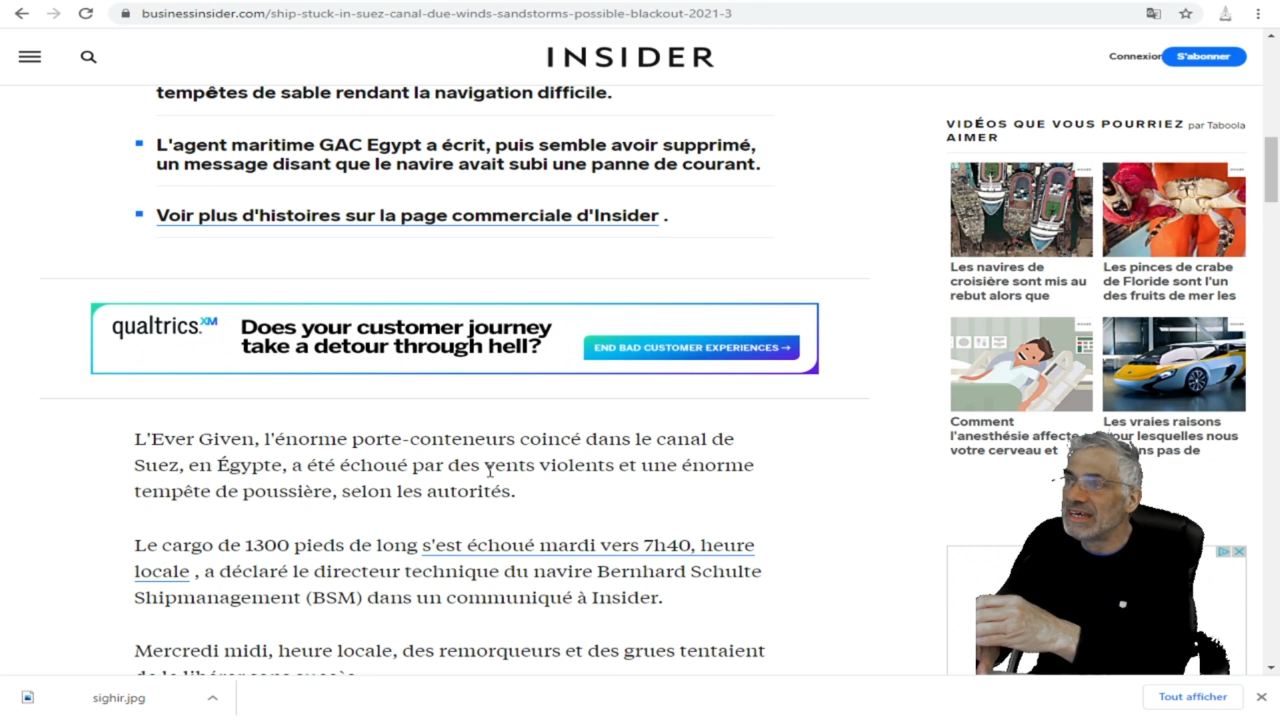 businessinsider.com/ship-stuck-in-suez-canal-due-winds-sandstorms-possible-blackout-2021-3
INSIDER
Connexion
S'abonner
tempêtes de sable rendant la navigation difficile.
L'agent maritime GAC Egypt a écrit, puis semble avoir supprimé,
un message disant que le navire avait subi une panne de courant.
Voir plus d'histoires sur la page commerciale d'Insider .
qualtrics.XM
Does your customer journey
take a detour through hell?
END BAD CUSTOMER EXPERIENCES →
L'Ever Given, l'énorme porte-conteneurs coincé dans le canal de
Suez, en Égypte, a été échoué par des vents violents et une énorme
tempête de poussière, selon les autorités.
Le cargo de 1300 pieds de long s'est échoué mardi vers 7h40, heure
locale , a déclaré le directeur technique du navire Bernhard Schulte
Shipmanagement (BSM) dans un communiqué à Insider.
Mercredi midi, heure locale, des remorqueurs et des grues tentaient
de le libérer sans succès
VIDÉOS QUE VOUS POURRIEZ par Taboola
AIMER
Les navires de
croisière sont mis au
rebut alors que
Les pinces de crabe
de Floride sont l'un
des fruits de mer les
Comment
l'anesthésie affecte
votre cerveau et
Les vraies raisons
pour lesquelles nous
pas de
sighir.jpg
Tout afficher